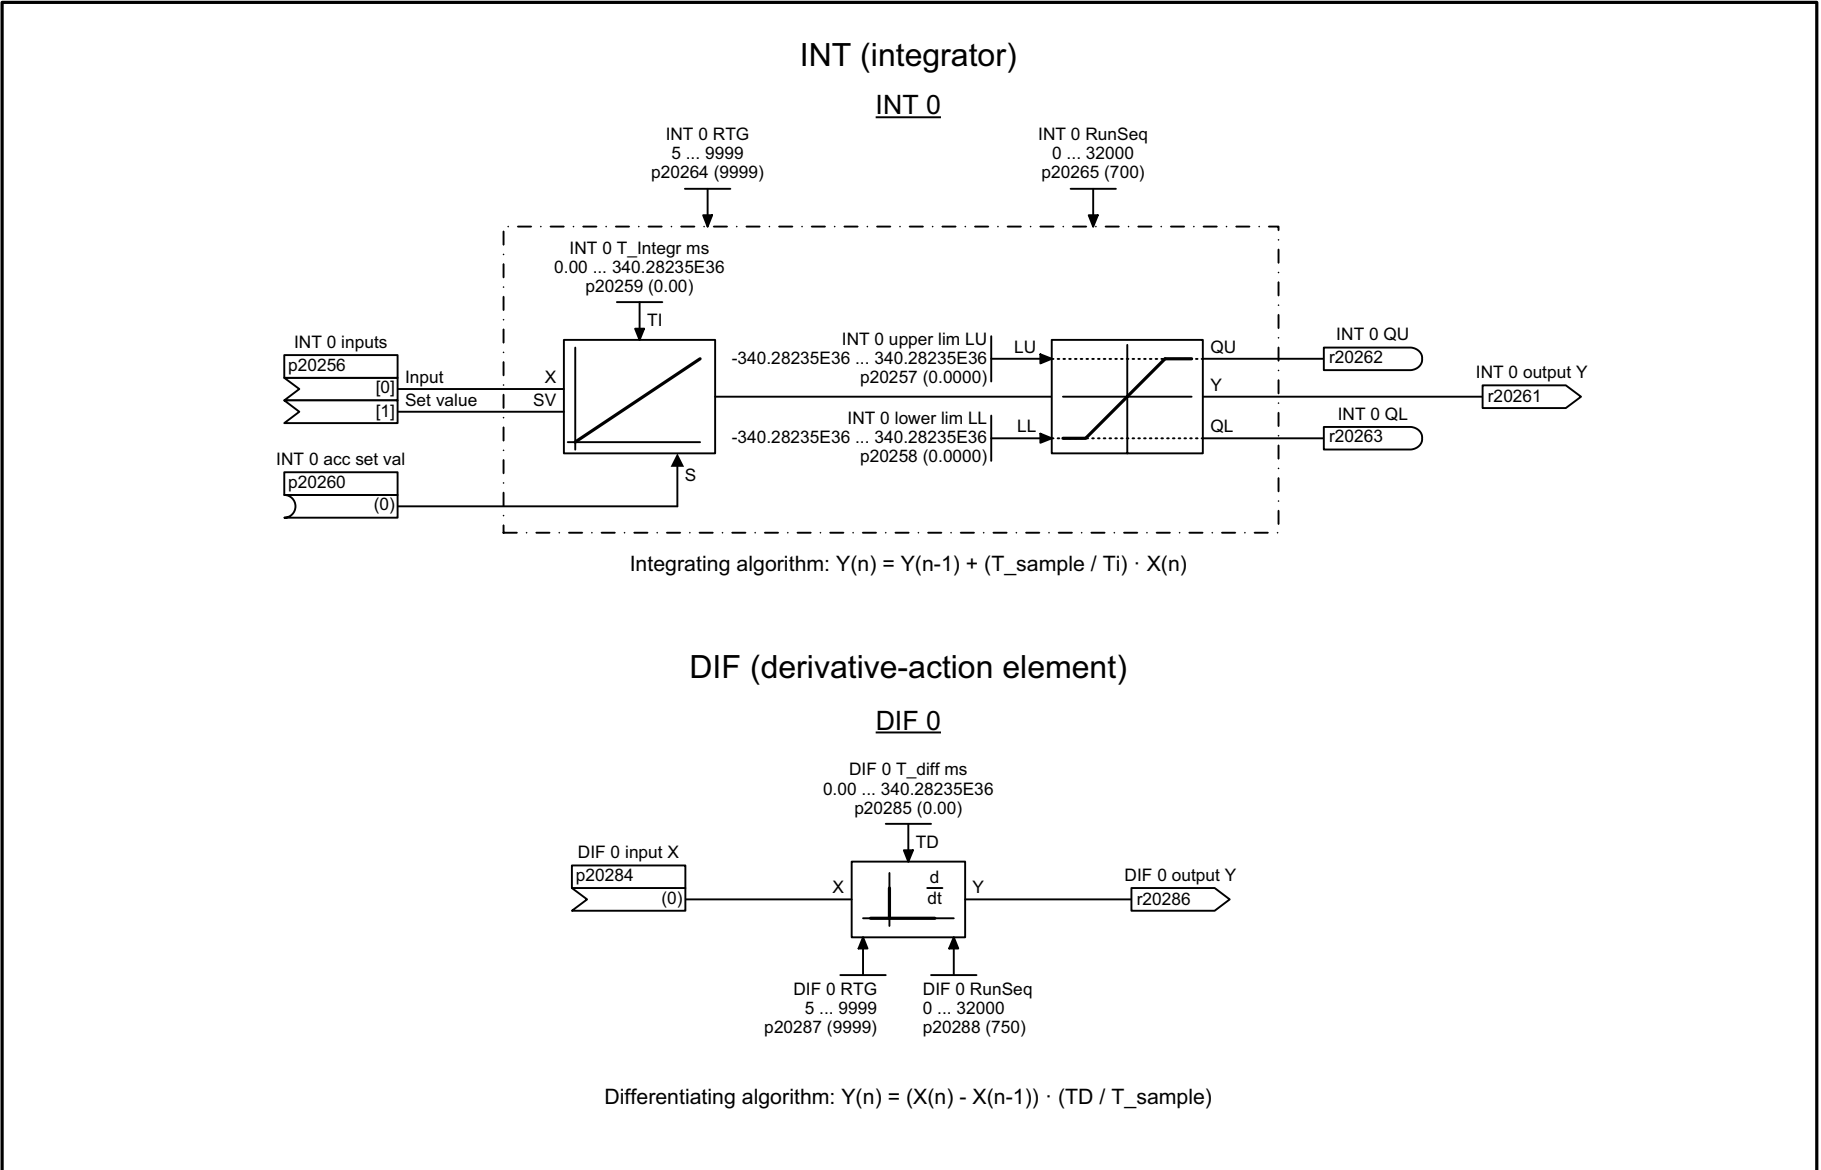 INT (integrator)
INT 0
INT 0 RTG
5 ... 9999
p20264 (9999)
INT 0 RunSeq
0 ... 32000
p20265 (700)
INT 0 T_Integr ms
0.00 ... 340.28235E36
p20259 (0.00)
TI
INT 0 inputs
p20256
[0]
[1]
Input
Set value
X
SV
INT 0 acc set val
p20260
(0)
S
INT 0 upper lim LU
-340.28235E36 ... 340.28235E36
p20257 (0.0000)
LU
INT 0 lower lim LL
-340.28235E36 ... 340.28235E36
p20258 (0.0000)
LL
QU
Y
QL
INT 0 QU
r20262
INT 0 output Y
r20261
INT 0 QL
r20263
Integrating algorithm: Y(n) = Y(n-1) + (T_sample / Ti) · X(n)
DIF (derivative-action element)
DIF 0
DIF 0 T_diff ms
0.00 ... 340.28235E36
p20285 (0.00)
TD
DIF 0 input X
p20284
(0)
X
d
dt
Y
DIF 0 output Y
r20286
DIF 0 RTG
5 ... 9999
p20287 (9999)
DIF 0 RunSeq
0 ... 32000
p20288 (750)
Differentiating algorithm: Y(n) = (X(n) - X(n-1)) · (TD / T_sample)